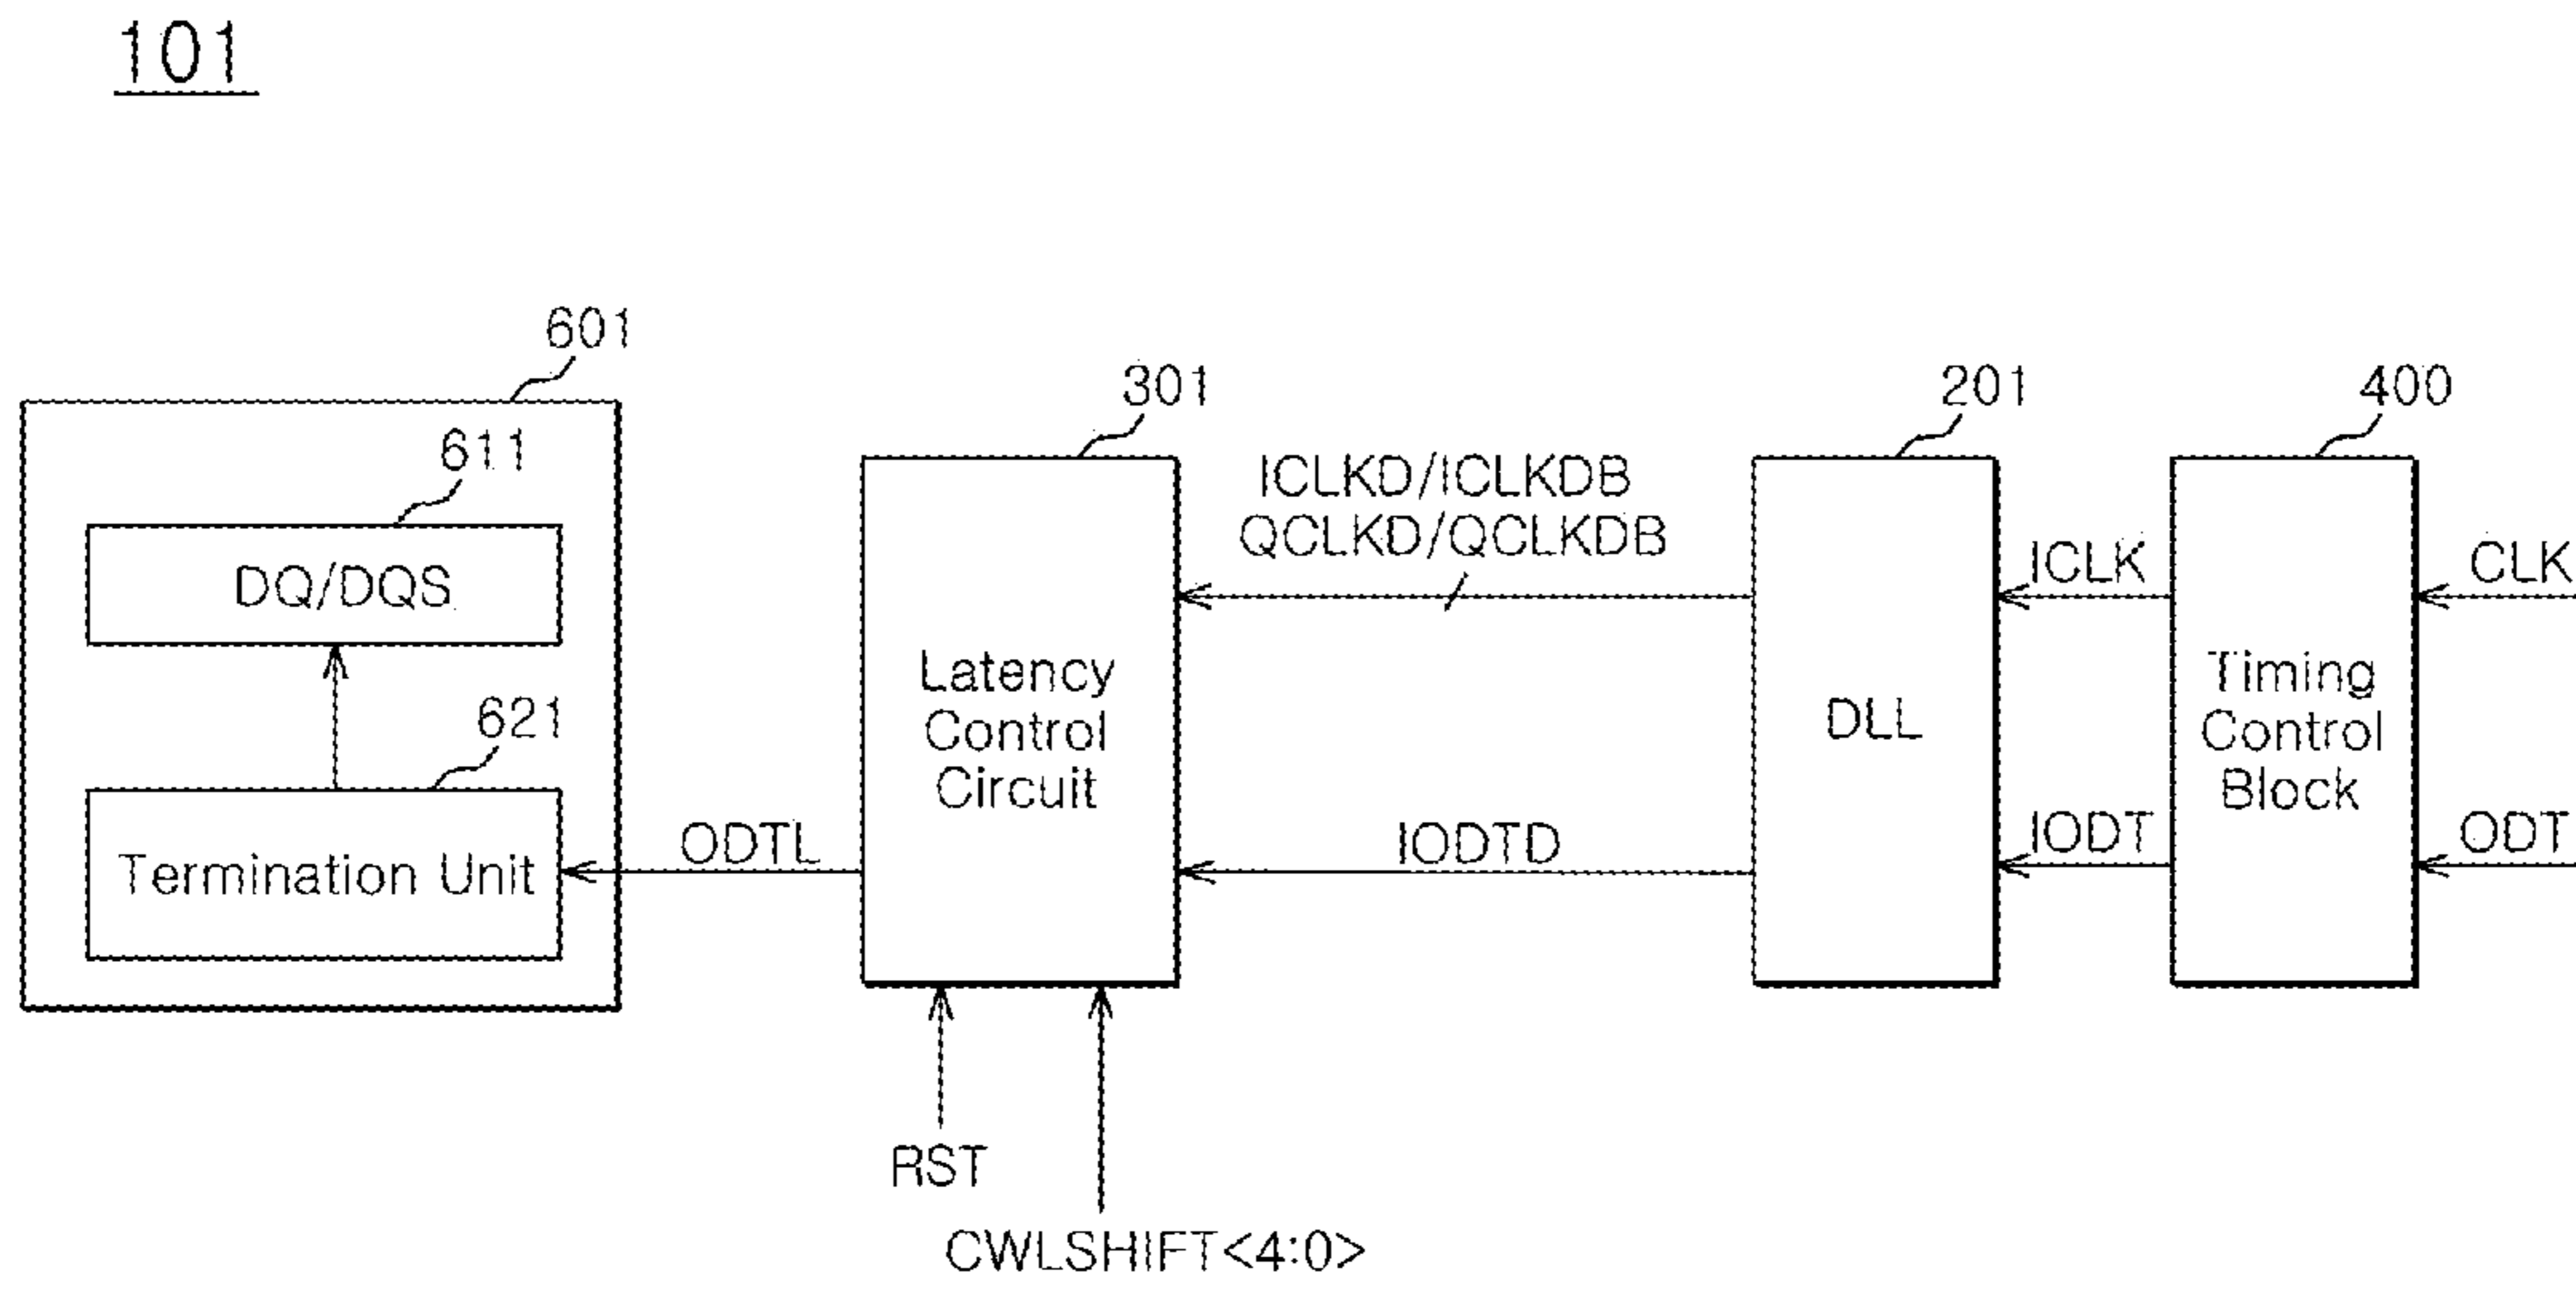 101
601
611
DQ/DQS
621
Termination Unit
ODTL
301
Latency
Control
Circuit
RST
CWLSHIFT<4:0>
ICLKD/ICLKDB
QCLKD/QCLKDB
IODTD
201
DLL
ICLK
IODT
400
Timing
Control
Block
CLK
ODT